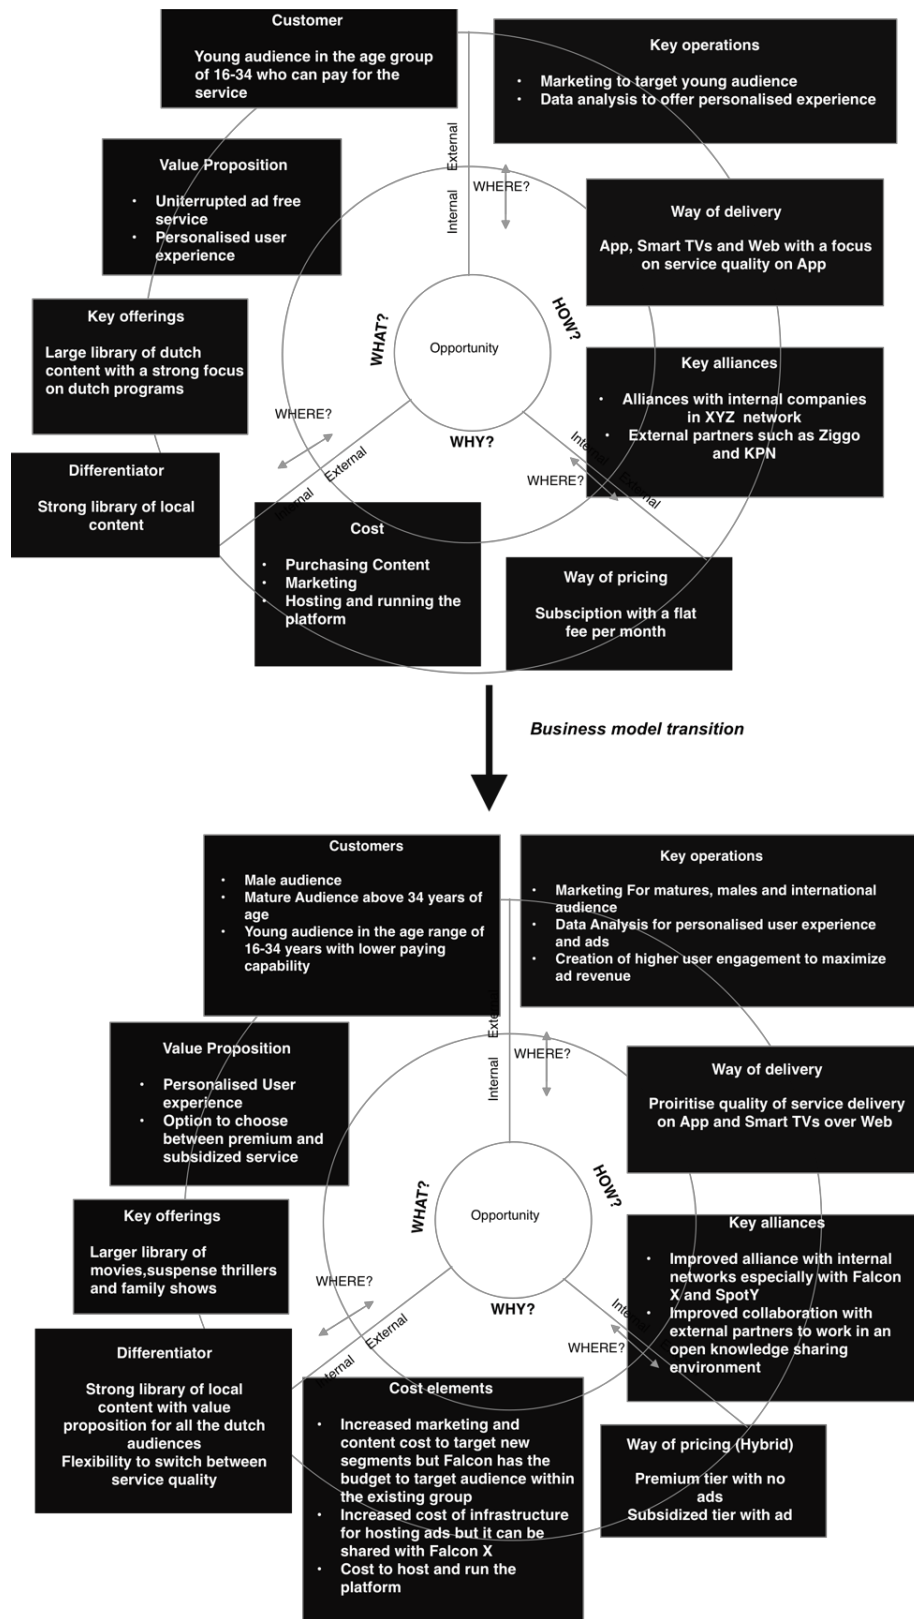 Customer
Young audience in the age group
of 16-34 who can pay for the
service
Key operations
• Marketing to target young audience
• Data analysis to offer personalised experience
Value Proposition
• Uniterrupted ad free
service
• Personalised user
experience
External
Internal
WHERE?
Way of delivery
App, Smart TVs and Web with a focus
on service quality on App
Key offerings
Large library of dutch
content with a strong focus
on dutch programs
WHAT?
Opportunity
HOW?
WHY?
Key alliances
• Alliances with internal companies
in XYZ network
• External partners such as Ziggo
and KPN
WHERE?
Internal
External
WHERE?
Internal
External
Differentiator
Strong library of local
content
Cost
• Purchasing Content
• Marketing
• Hosting and running the
platform
Way of pricing
Subsciption with a flat
fee per month
Business model transition
Customers
• Male audience
• Mature Audience above 34 years of
age
• Young audience in the age range of
16-34 years with lower paying
capability
Key operations
• Marketing For matures, males and international
audience
• Data Analysis for personalised user experience
and ads
• Creation of higher user engagement to maximize
ad revenue
Value Proposition
• Personalised User
experience
• Option to choose
between premium and
subsidized service
External
Internal
WHERE?
Way of delivery
Proiritise quality of service delivery
on App and Smart TVs over Web
Key offerings
Larger library of
movies,suspense thrillers
and family shows
WHAT?
Opportunity
HOW?
WHY?
Key alliances
• Improved alliance with internal
networks especially with Falcon
X and SpotY
• Improved collaboration with
external partners to work in an
open knowledge sharing
environment
WHERE?
Internal
External
WHERE?
Internal
Differentiator
Strong library of local
content with value
proposition for all the dutch
audiences
Flexibility to switch between
service quality
Cost elements
• Increased marketing and
content cost to target new
segments but Falcon has the
budget to target audience within
the existing group
• Increased cost of infrastructure
for hosting ads but it can be
shared with Falcon X
• Cost to host and run the
platform
Way of pricing (Hybrid)
Premium tier with no
ads
Subsidized tier with ad